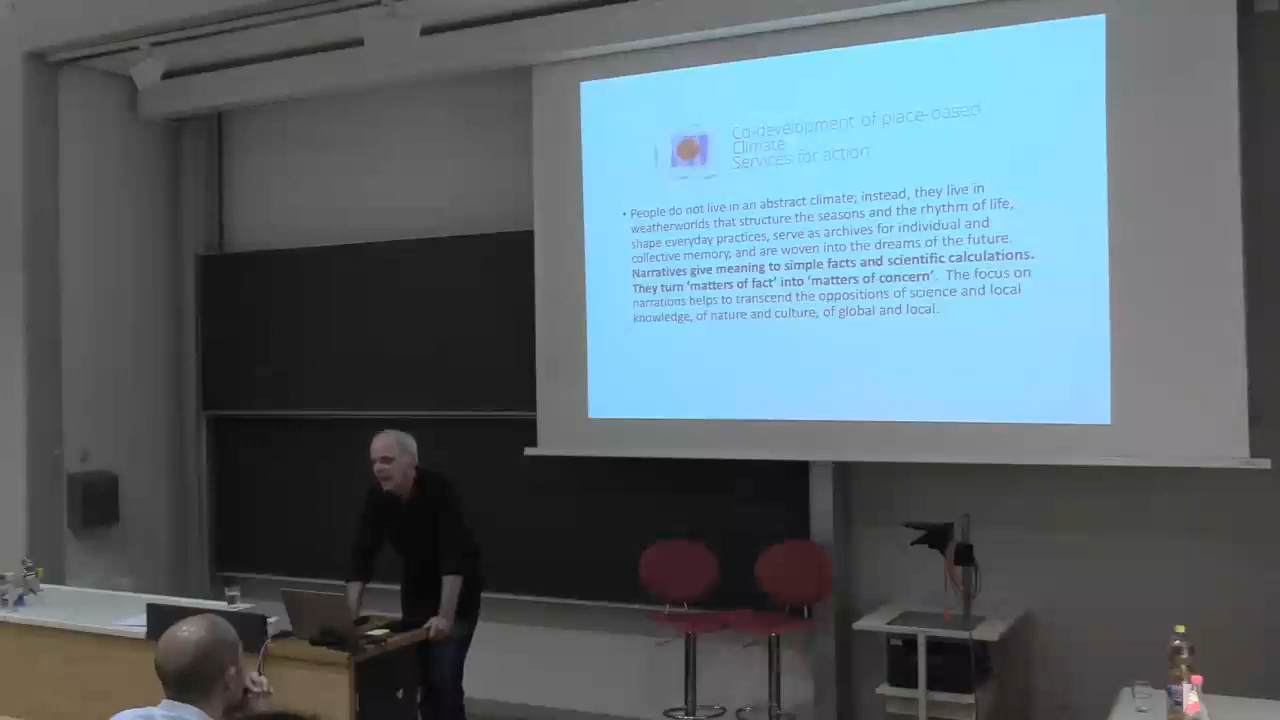 Co-development of place-based
Climate
Services for action
• People do not live in an abstract climate; instead, they live in
weatherworlds that structure the seasons and the rhythm of life,
shape everyday practices, serve as archives for individual and
collective memory, and are woven into the dreams of the future.
Narratives give meaning to simple facts and scientific calculations.
They turn ‘matters of fact’ into ‘matters of concern’. The focus on
narrations helps to transcend the oppositions of science and local
knowledge, of nature and culture, of global and local.